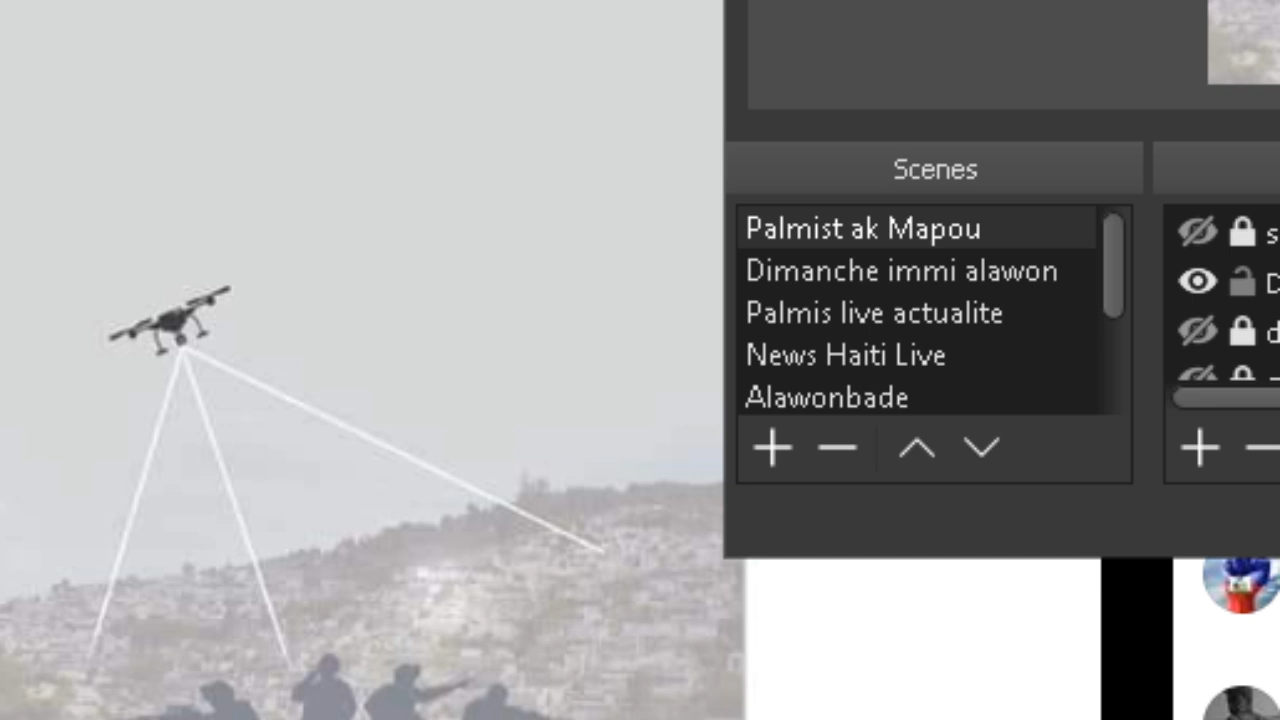 Scenes
Palmist ak Mapou
Dimanche immi alawon
Palmis live actualite
News Haiti Live
Alawonbade
s
D
d